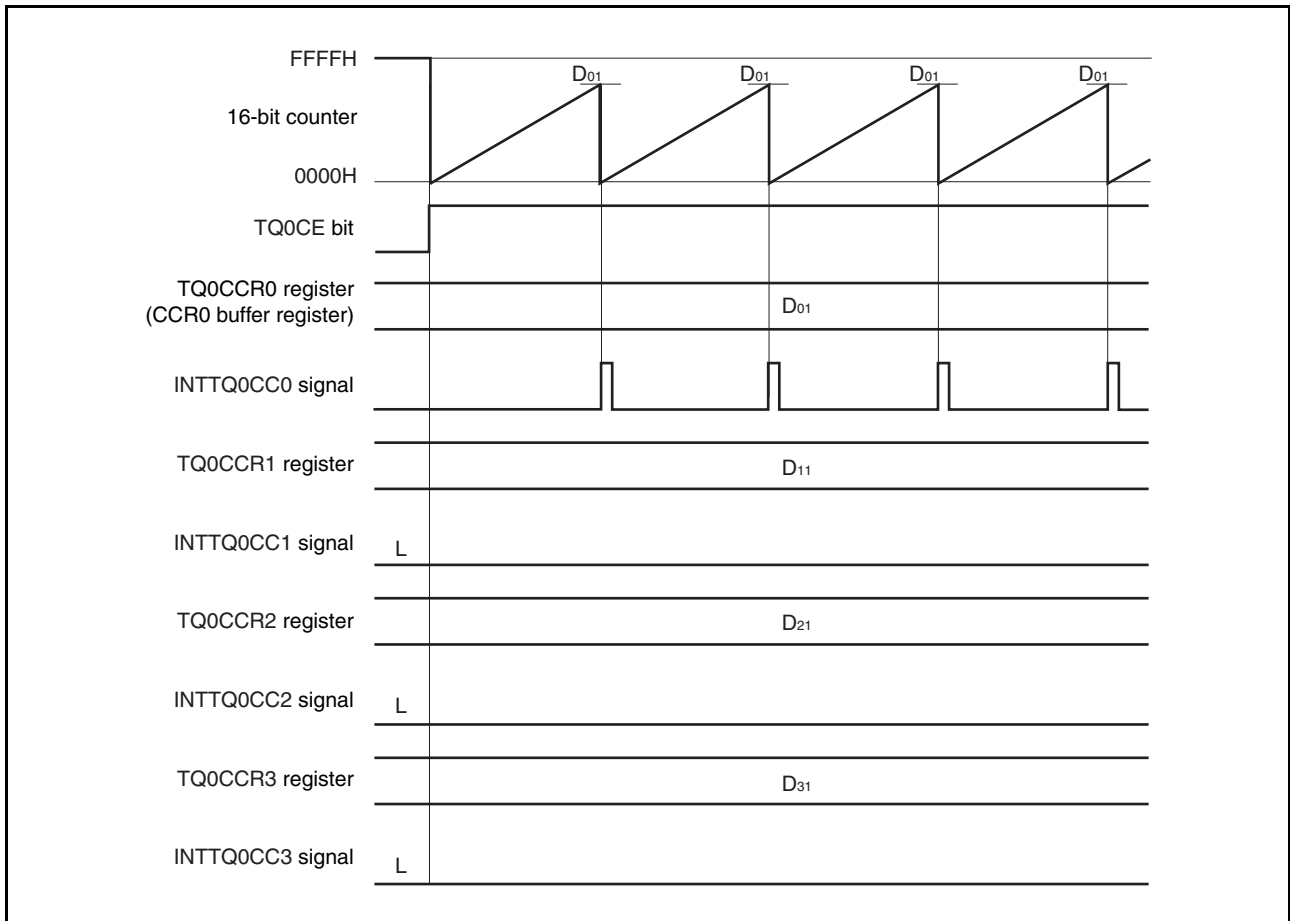 FFFFH
D01 D01 D01 D01
16-bit counter
0000H
TQ0CE bit
TQ0CCR0 register
(CCR0 buffer register)
D01
INTTQ0CC0 signal
TQ0CCR1 register
D11
INTTQ0CC1 signal
L
TQ0CCR2 register
D21
INTTQ0CC2 signal
L
TQ0CCR3 register
D31
INTTQ0CC3 signal
L